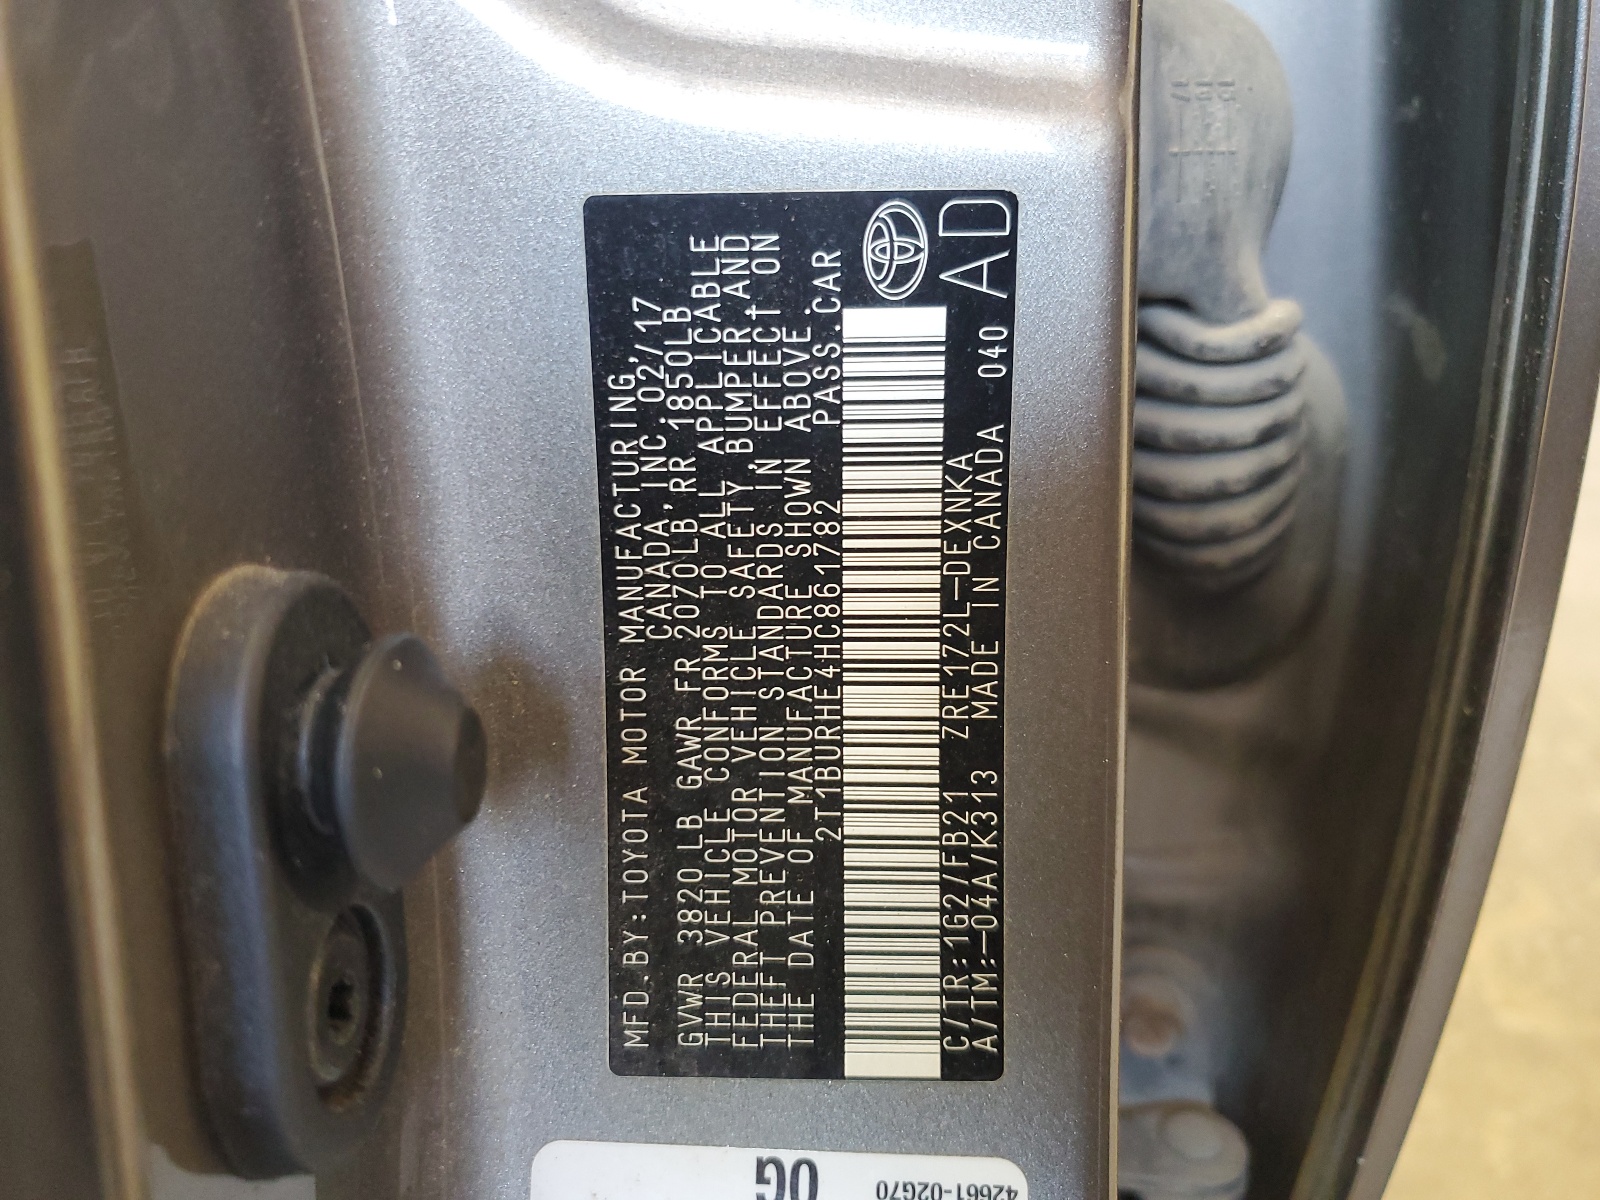 MFD.BY:TOYOTA MOTOR MANUFACTURING,
CANADA, INC. 02/17
GVWR 3820LB GAWR FR 2070LB, RR 1850LB
THIS VEHICLE CONFORMS TO ALL APPLICABLE
FEDERAL MOTOR VEHICLE SAFETY, BUMPER, AND
THEFT PREVENTION STANDARDS IN EFFECT ON
THE DATE OF MANUFACTURE SHOWN ABOVE.
2T1BURHE4HC861782 PASS.CAR
C/TR:1G2/FB21 ZRE172L-DEXNKA
A/TM:-04A/K313 MADE IN CANADA 040 AD
42661-02G70